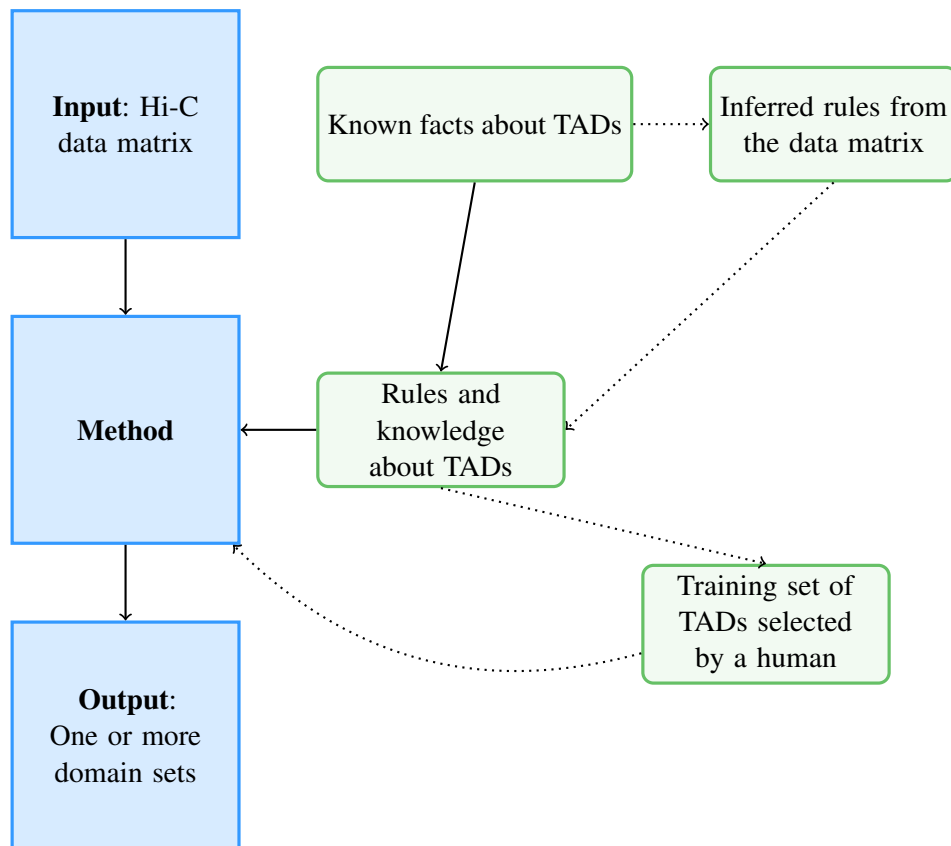 Input: Hi-C
data matrix
Known facts about TADs
Inferred rules from
the data matrix
Method
Rules and
knowledge
about TADs
Training set of
TADs selected
by a human
Output:
One or more
domain sets